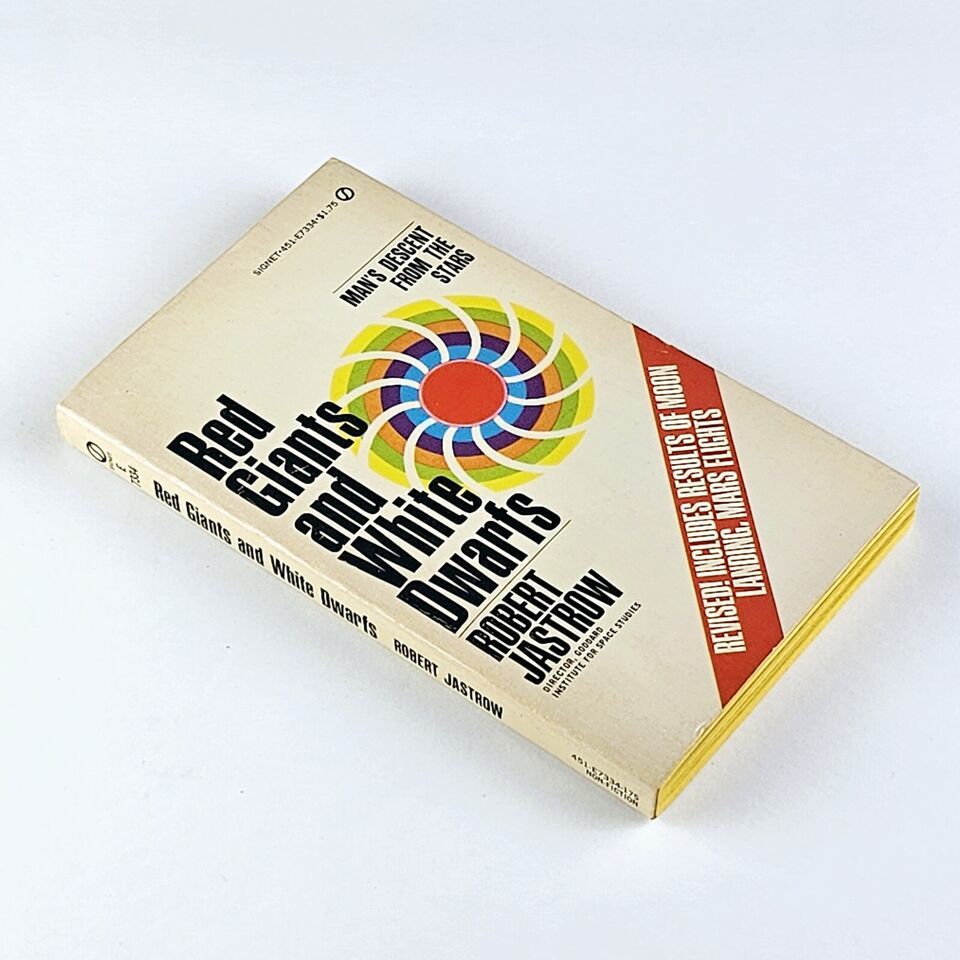 SIGNET•451-E7334•$1.75
MAN'S DESCENT
FROM THE
STARS
Red
Giants
and
White
Dwarfs
ROBERT
JASTROW
DIRECTOR, GODDARD
INSTITUTE FOR SPACE STUDIES
REVISED! INCLUDES RESULTS OF MOON
LANDING, MARS FLIGHTS
E
7334
Red Giants and White Dwarfs ROBERT JASTROW
451-E7334-175
NON-FICTION